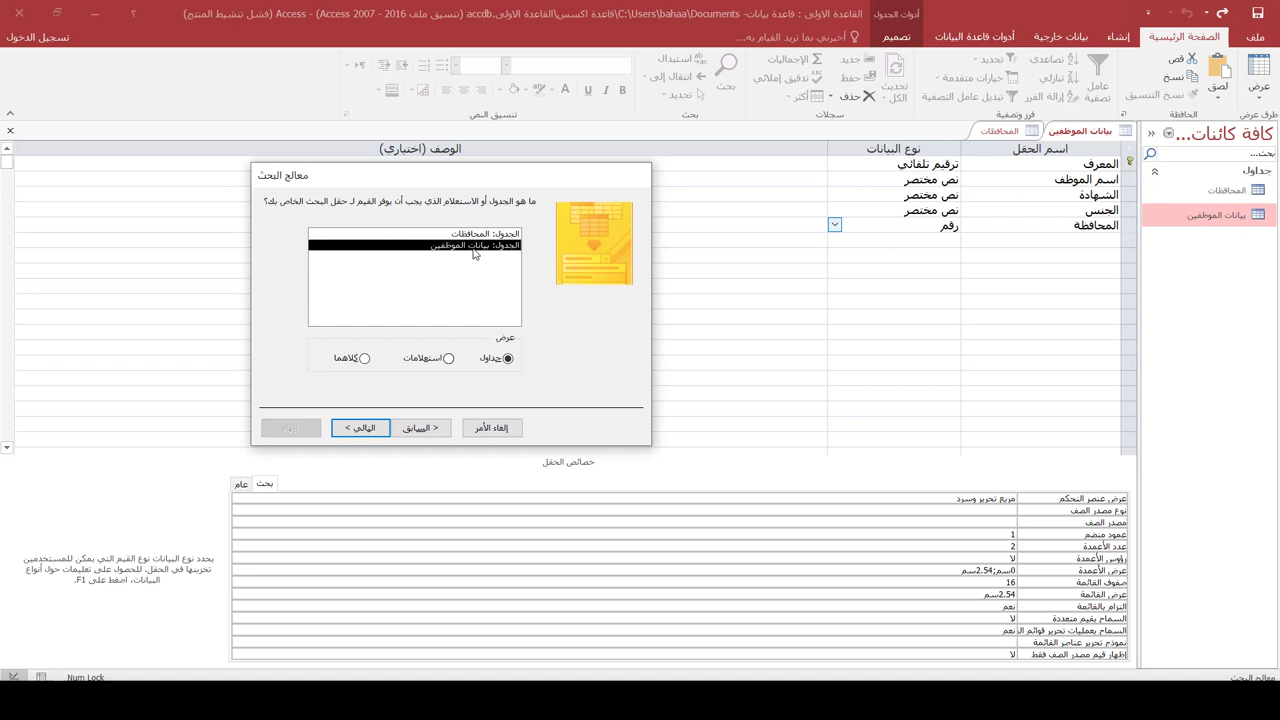 القاعدة الاولى : قاعدة بيانات- C:\Users\bahaa\Documents\قاعدة اكسس\القاعدة الاولى.accdb (تنسيق ملف Access 2007 - 2016) - Access (فشل تنشيط المنتج)
أدوات الجدول
ملف
الصفحة الرئيسية
إنشاء
بيانات خارجية
أدوات قاعدة البيانات
تصميم
أخبرني بما تريد القيام به...
تسجيل الدخول
عرض
طرق عرض
لصق
قص
نسخ
نسخ التنسيق
الحافظة
عامل تصفية
تصاعدي
تنازلي
إزالة الفرز
تحديد
خيارات متقدمة
تبديل عامل التصفية
فرز وتصفية
تحديث الكل
جديد
حفظ
حذف
الإجماليات
تدقيق إملائي
أكثر
سجلات
بحث
استبدال
انتقال إلى
تحديد
بحث
B I U
A
تنسيق النص
كافة كائنات...
بحث...
جداول
المحافظات
بيانات الموظفين
بيانات الموظفين
المحافظات
اسم الحقل نوع البيانات الوصف (اختياري)
المعرف ترقيم تلقائي
اسم الموظف نص مختصر
الشهادة نص مختصر
الجنس نص مختصر
المحافظة رقم
معالج البحث
ما هو الجدول أو الاستعلام الذي يجب أن يوفر القيم لـ حقل البحث الخاص بك؟
الجدول: المحافظات
الجدول: بيانات الموظفين
عرض
جداول
استعلامات
كلاهما
إلغاء الأمر
< السابق
التالي >
إنهاء
خصائص الحقل
عام بحث
عرض عنصر التحكم مربع تحرير وسرد
نوع مصدر الصف
مصدر الصف
عمود منضم 1
عدد الأعمدة 2
رؤوس الأعمدة لا
عرض الأعمدة 0سم;2.54سم
صفوف القائمة 16
عرض القائمة 2.54سم
التزام بالقائمة نعم
السماح بقيم متعددة لا
السماح بعمليات تحرير قوائم ال نعم
نموذج تحرير عناصر القائمة
إظهار قيم مصدر الصف فقط لا
يحدد نوع البيانات نوع القيم التي يمكن للمستخدمين
تخزينها في الحقل. للحصول على تعليمات حول أنواع
البيانات، اضغط على F1.
معالج البحث
Num Lock